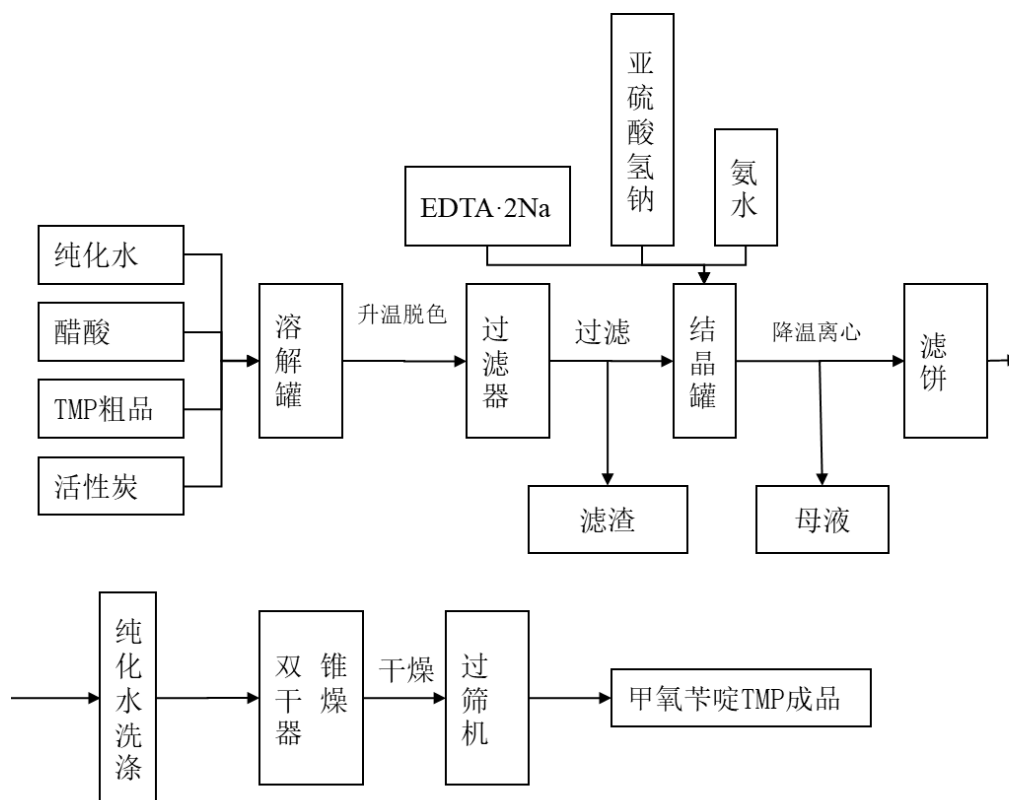 亚硫酸氢钠
氨水
EDTA·2Na
纯化水
醋酸
TMP粗品
活性炭
溶解罐
升温脱色
过滤器
过滤
结晶罐
降温离心
滤饼
滤渣
母液
纯化水洗涤
双锥
干燥
器
干燥
过筛机
甲氧苄啶TMP成品